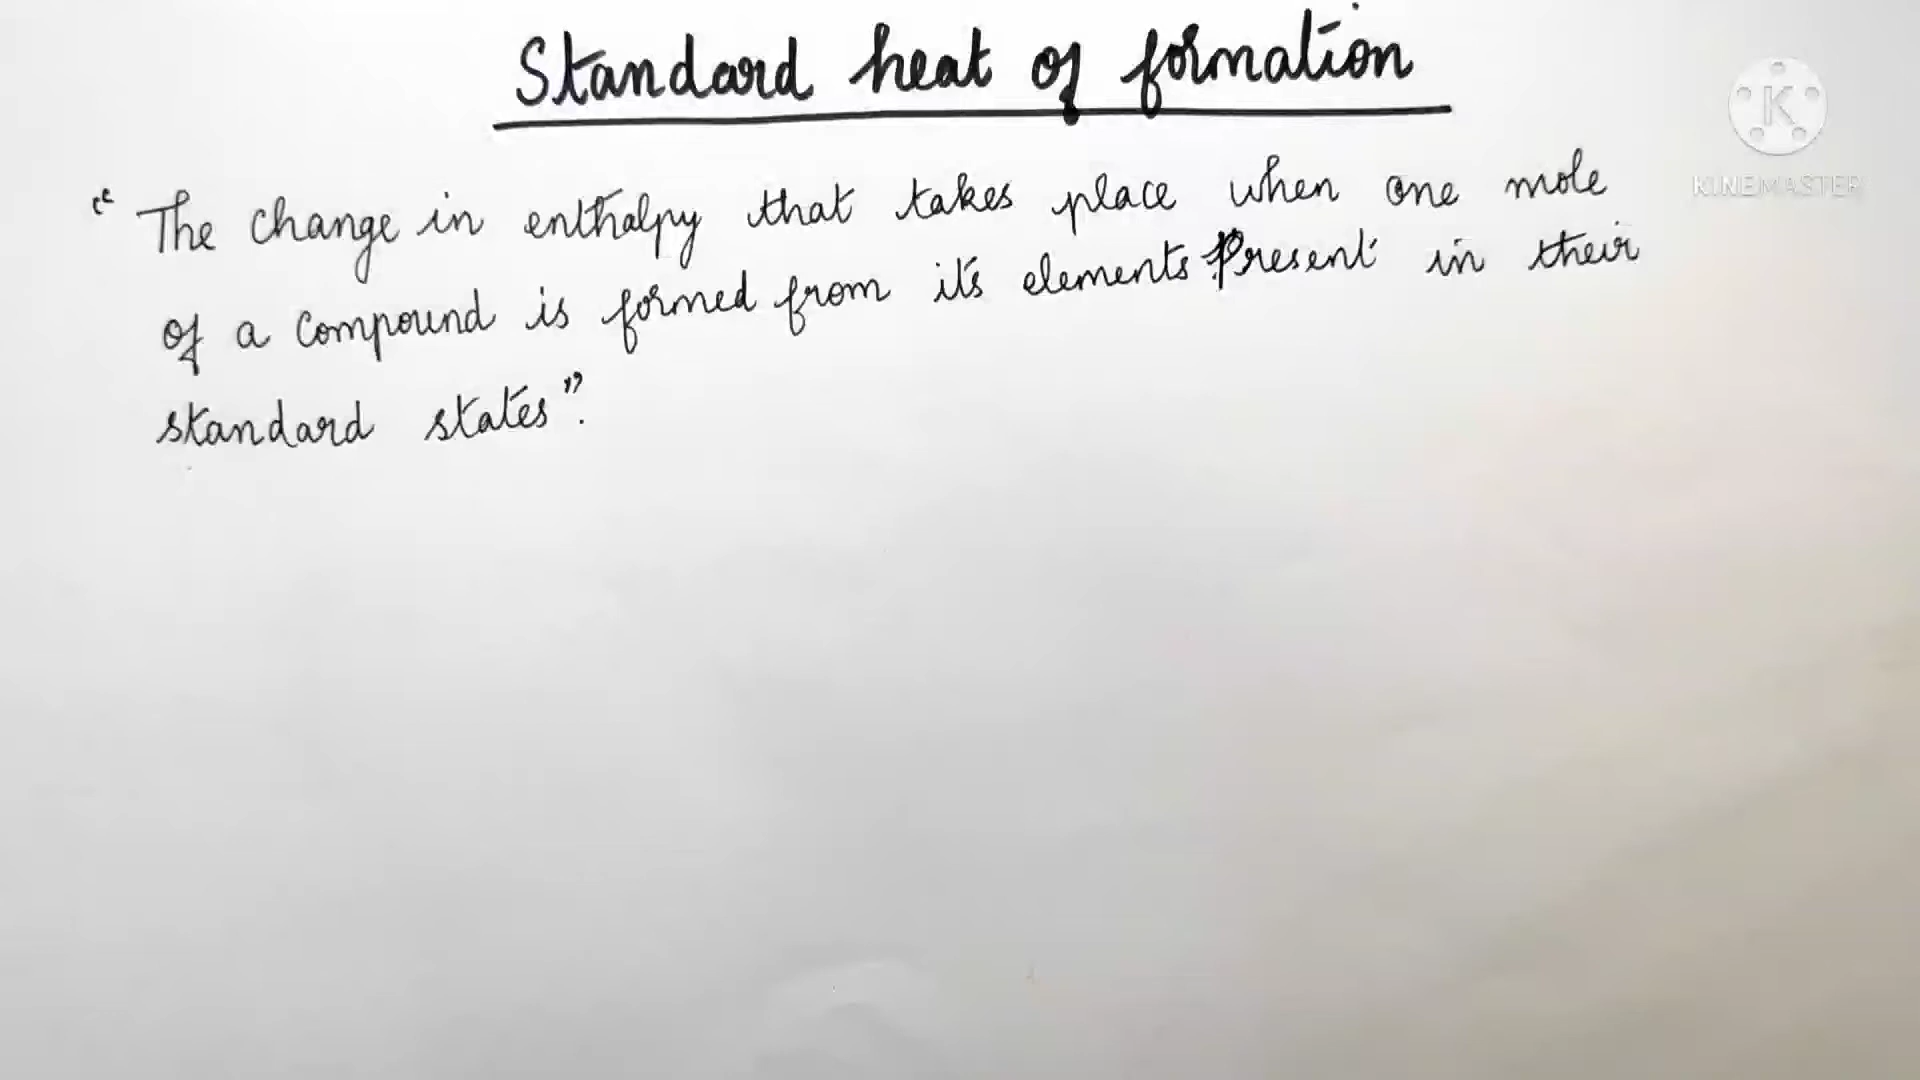 Standard heat of formation
K
KINEMASTER
"The change in enthalpy that takes place when one mole
of a compound is formed from its elements Present in their
standard states".